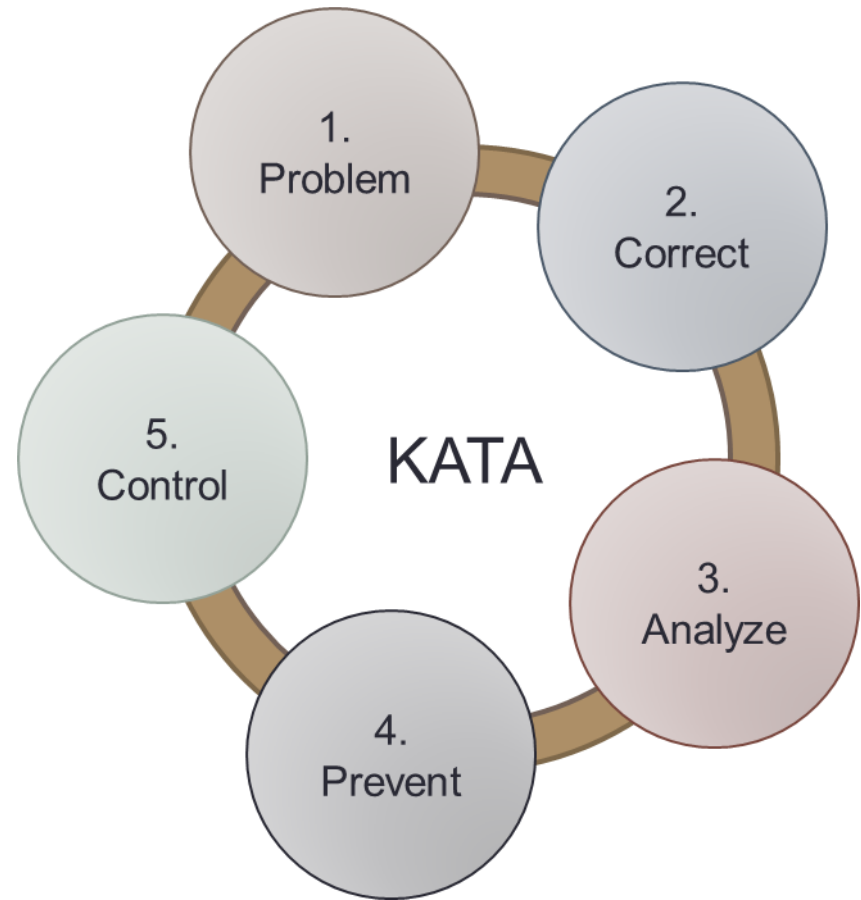 1.
Problem
2.
Correct
3.
Analyze
4.
Prevent
5.
Control
KATA